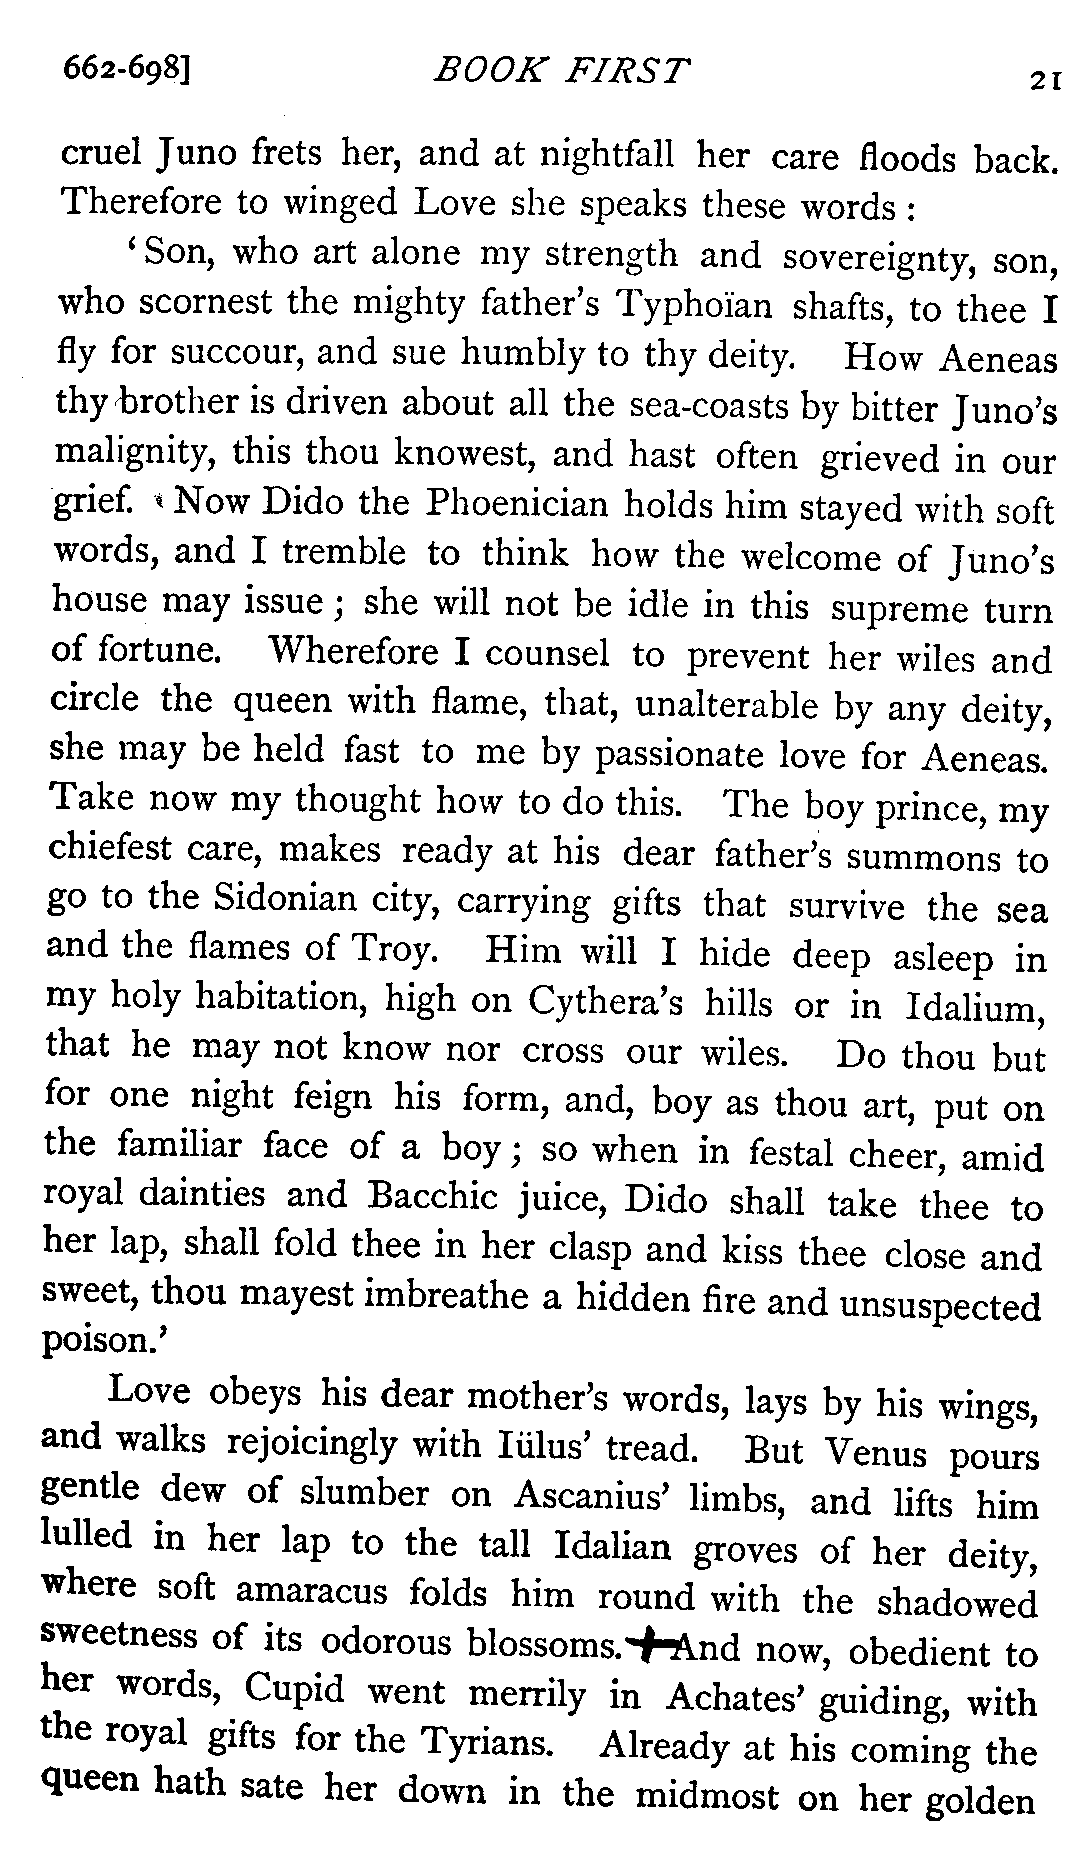 662-698] BOOK FIRST 21
cruel Juno frets her, and at nightfall her care floods back.
Therefore to winged Love she speaks these words :
‘Son, who art alone my strength and sovereignty, son,
who scornest the mighty father’s Typhoïan shafts, to thee I
fly for succour, and sue humbly to thy deity. How Aeneas
thy brother is driven about all the sea-coasts by bitter Juno’s
malignity, this thou knowest, and hast often grieved in our
grief. Now Dido the Phoenician holds him stayed with soft
words, and I tremble to think how the welcome of Juno’s
house may issue ; she will not be idle in this supreme turn
of fortune. Wherefore I counsel to prevent her wiles and
circle the queen with flame, that, unalterable by any deity,
she may be held fast to me by passionate love for Aeneas.
Take now my thought how to do this. The boy prince, my
chiefest care, makes ready at his dear father’s summons to
go to the Sidonian city, carrying gifts that survive the sea
and the flames of Troy. Him will I hide deep asleep in
my holy habitation, high on Cythera’s hills or in Idalium,
that he may not know nor cross our wiles. Do thou but
for one night feign his form, and, boy as thou art, put on
the familiar face of a boy ; so when in festal cheer, amid
royal dainties and Bacchic juice, Dido shall take thee to
her lap, shall fold thee in her clasp and kiss thee close and
sweet, thou mayest imbreathe a hidden fire and unsuspected
poison.’
Love obeys his dear mother’s words, lays by his wings,
and walks rejoicingly with Iülus’ tread. But Venus pours
gentle dew of slumber on Ascanius’ limbs, and lifts him
lulled in her lap to the tall Idalian groves of her deity,
where soft amaracus folds him round with the shadowed
sweetness of its odorous blossoms. And now, obedient to
her words, Cupid went merrily in Achates’ guiding, with
the royal gifts for the Tyrians. Already at his coming the
queen hath sate her down in the midmost on her golden